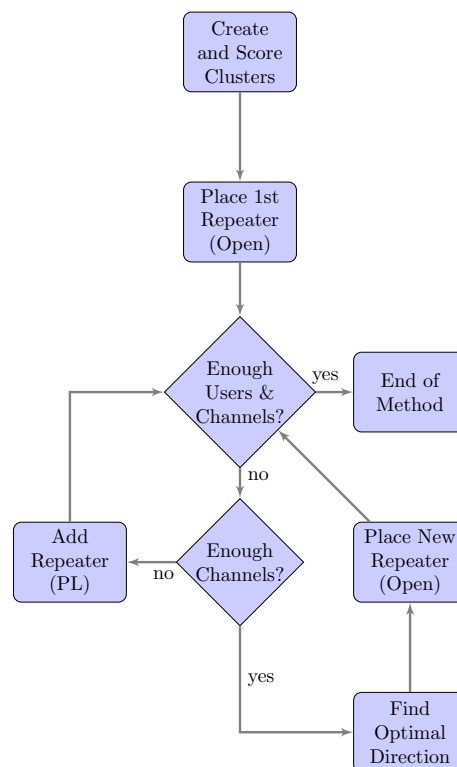 Create
and Score
Clusters
Place 1st
Repeater
(Open)
Enough
Users &
Channels?
yes
End of
Method
no
Enough
Channels?
no
Add
Repeater
(PL)
Place New
Repeater
(Open)
yes
Find
Optimal
Direction